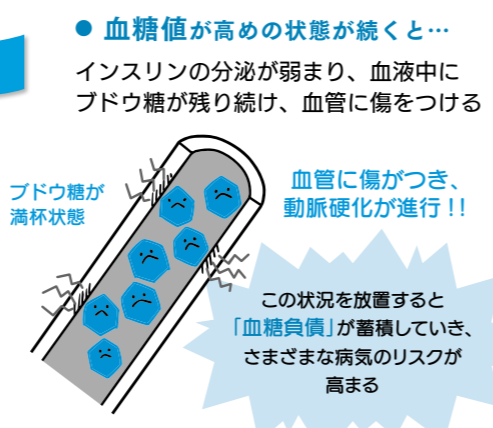 ● 血糖値が高めの状態が続くと…
インスリンの分泌が弱まり、血液中に
ブドウ糖が残り続け、血管に傷をつける
ブドウ糖が
満杯状態
血管に傷がつき、
動脈硬化が進行!!
この状況を放置すると
「血糖負債」が蓄積していき、
さまざまな病気のリスクが
高まる